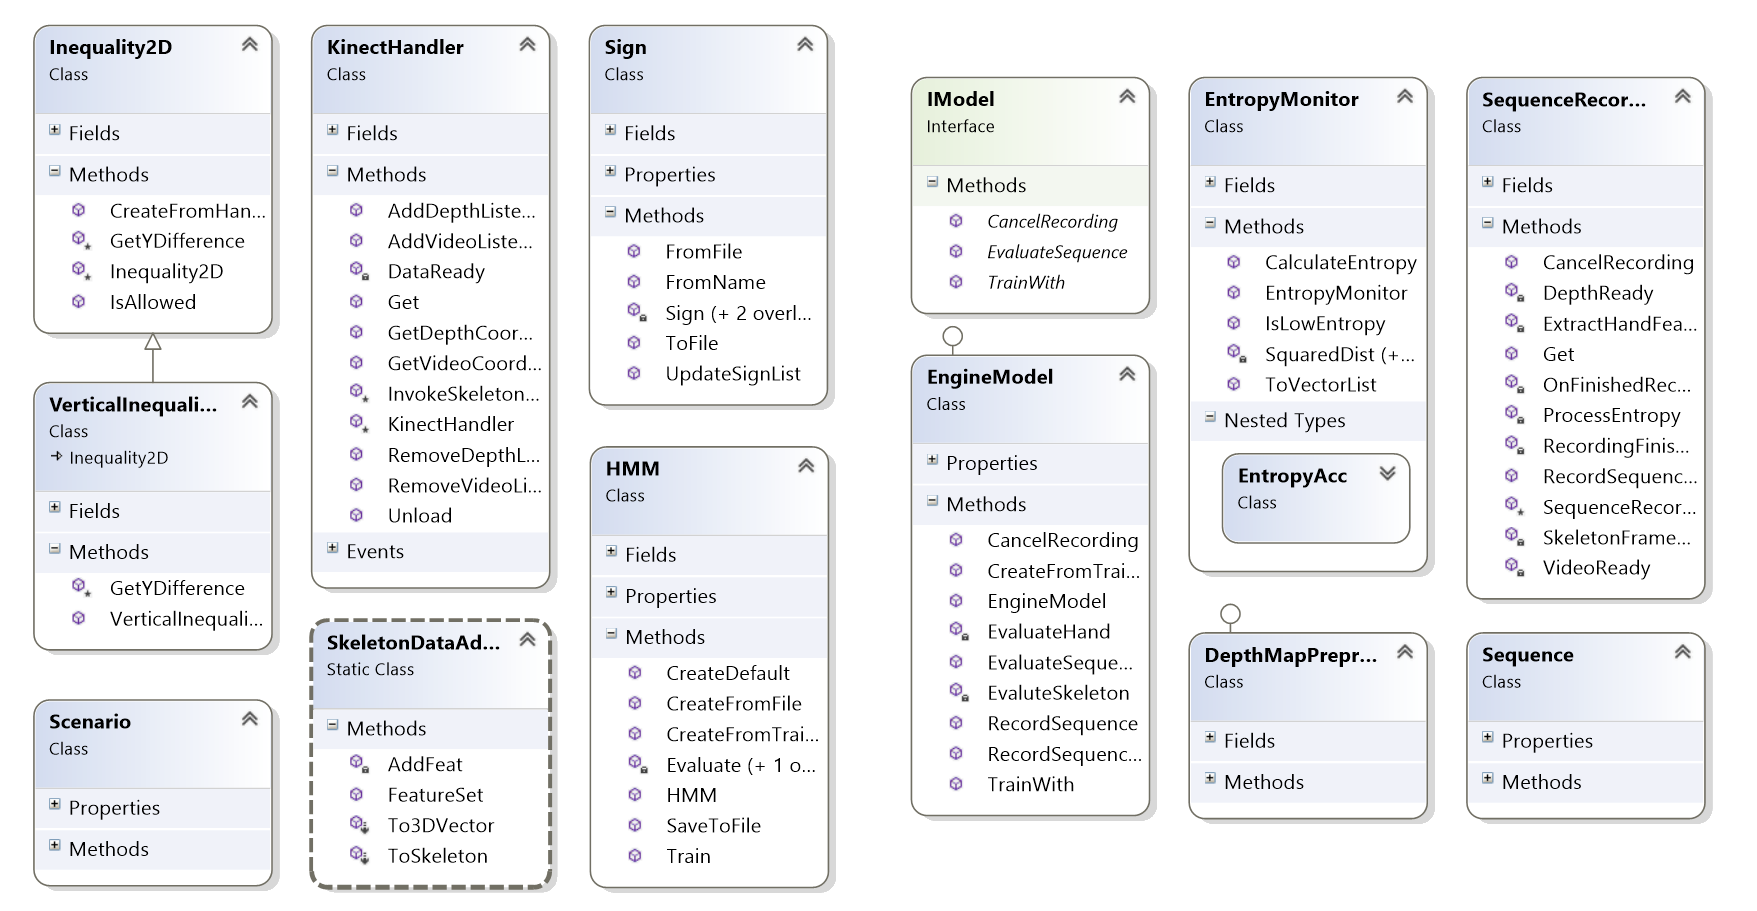 Inequality2D
Class
Fields
Methods
CreateFromHan...
GetYDifference
Inequality2D
IsAllowed
VerticalInequali...
Class
Inequality2D
Fields
Methods
GetYDifference
VerticalInequali...
Scenario
Class
Properties
Methods
KinectHandler
Class
Fields
Methods
AddDepthListe...
AddVideoListe...
DataReady
Get
GetDepthCoor...
GetVideoCoord...
InvokeSkeleton...
KinectHandler
RemoveDepthL...
RemoveVideoLi...
Unload
Events
SkeletonDataAd...
Static Class
Methods
AddFeat
FeatureSet
To3DVector
ToSkeleton
Sign
Class
Fields
Properties
Methods
FromFile
FromName
Sign (+ 2 overl...
ToFile
UpdateSignList
HMM
Class
Fields
Properties
Methods
CreateDefault
CreateFromFile
CreateFromTrai...
Evaluate (+ 1 o...
HMM
SaveToFile
Train
IModel
Interface
Methods
CancelRecording
EvaluateSequence
TrainWith
EngineModel
Class
Properties
Methods
CancelRecording
CreateFromTrai...
EngineModel
EvaluateHand
EvaluateSeque...
EvaluteSkeleton
RecordSequence
RecordSequenc...
TrainWith
EntropyMonitor
Class
Fields
Methods
CalculateEntropy
EntropyMonitor
IsLowEntropy
SquaredDist (+...
ToVectorList
Nested Types
EntropyAcc
Class
DepthMapPrepr...
Class
Fields
Methods
SequenceRecor...
Class
Fields
Methods
CancelRecording
DepthReady
ExtractHandFea...
Get
OnFinishedRec...
ProcessEntropy
RecordingFinis...
RecordSequenc...
SequenceRecor...
SkeletonFrame...
VideoReady
Sequence
Class
Properties
Methods